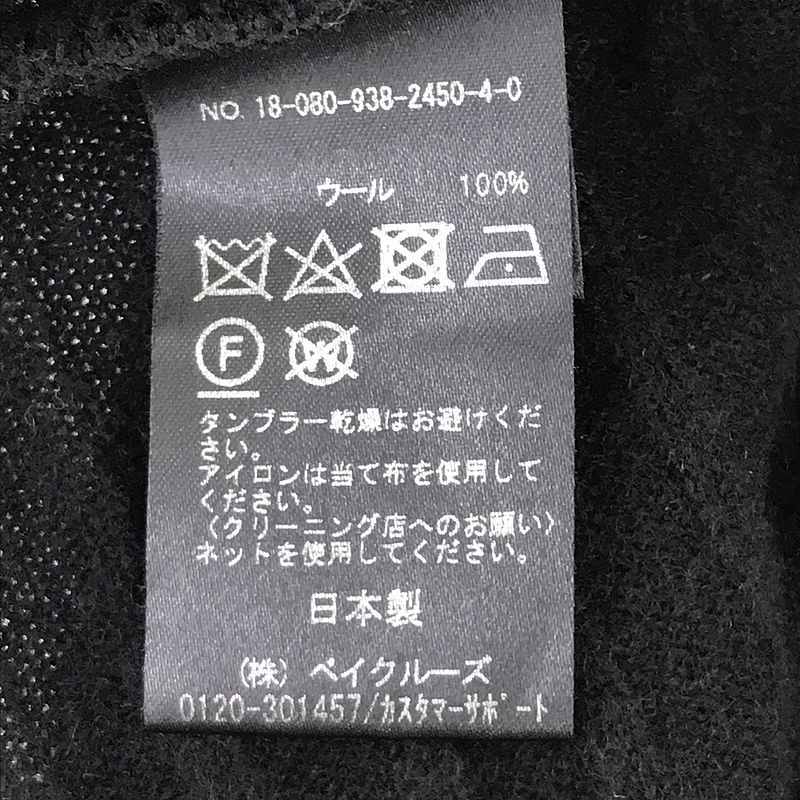 NO. 18-080-938-2450-4-0
ウール 100%
F
W
タンブラー乾燥はお避けくだ
さい。
アイロンは当て布を使用して
ください。
〈クリーニング店へのお願い〉
ネットを使用してください。
日本製
(株) ベイクルーズ
0120-301457/カスタマーサポート